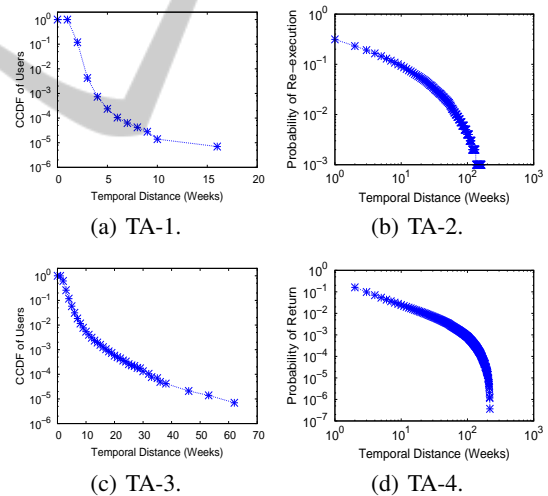 10^0
10^-1
10^-2
10^-3
10^-4
10^-5
10^-6
CCDF of Users
0 5 10 15 20
Temporal Distance (Weeks)
(a) TA-1.
10^0
10^-1
10^-2
10^-3
Probability of Re-execution
10^0 10^1 10^2 10^3
Temporal Distance (Weeks)
(b) TA-2.
10^0
10^-1
10^-2
10^-3
10^-4
10^-5
10^-6
CCDF of Users
0 10 20 30 40 50 60 70
Temporal Distance (Weeks)
(c) TA-3.
10^0
10^-1
10^-2
10^-3
10^-4
10^-5
10^-6
10^-7
Probability of Return
10^0 10^1 10^2 10^3
Temporal Distance (Weeks)
(d) TA-4.